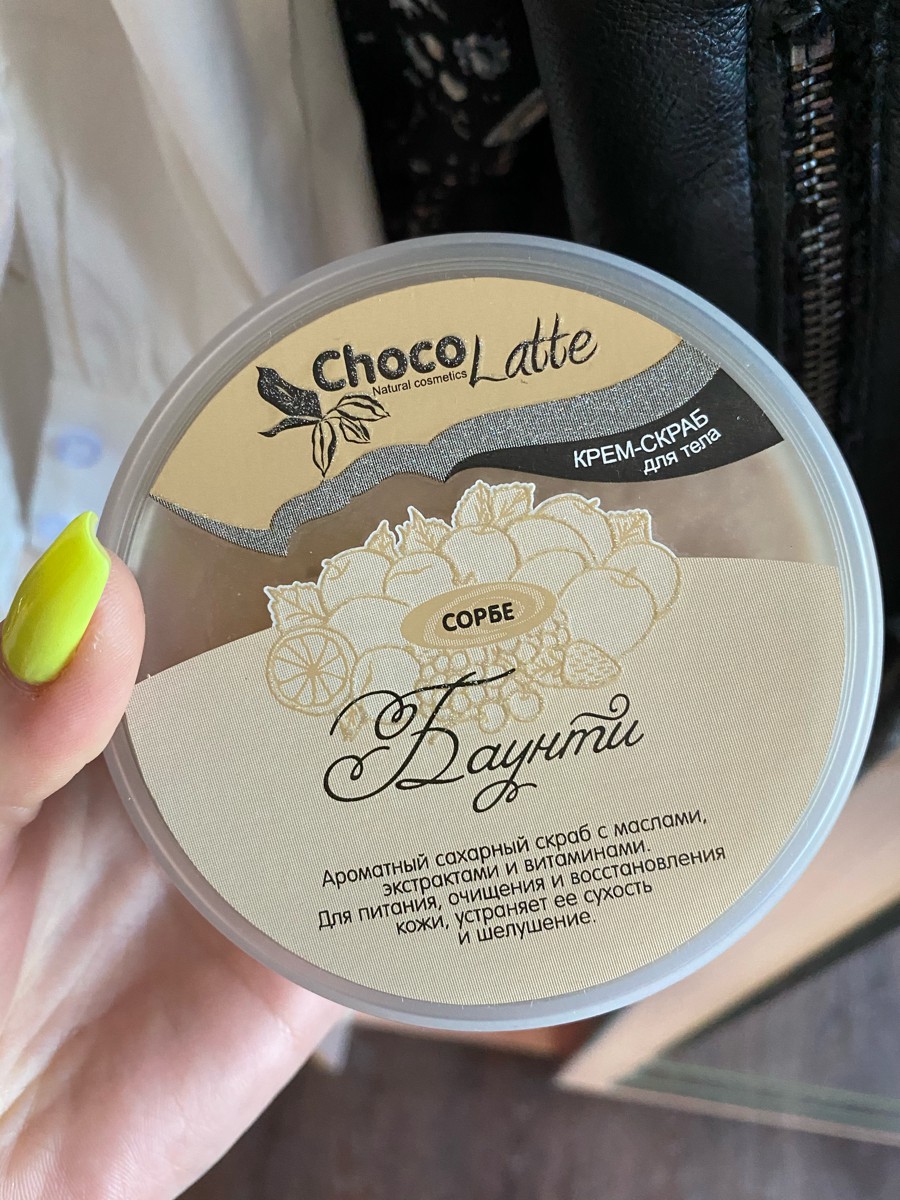 Choco Latte
Natural cosmetics
КРЕМ-СКРАБ
для тела
СОРБЕ
Баунти
Ароматный сахарный скраб с маслами,
экстрактами и витаминами.
Для питания, очищения и восстановления
кожи, устраняет ее сухость
и шелушение.